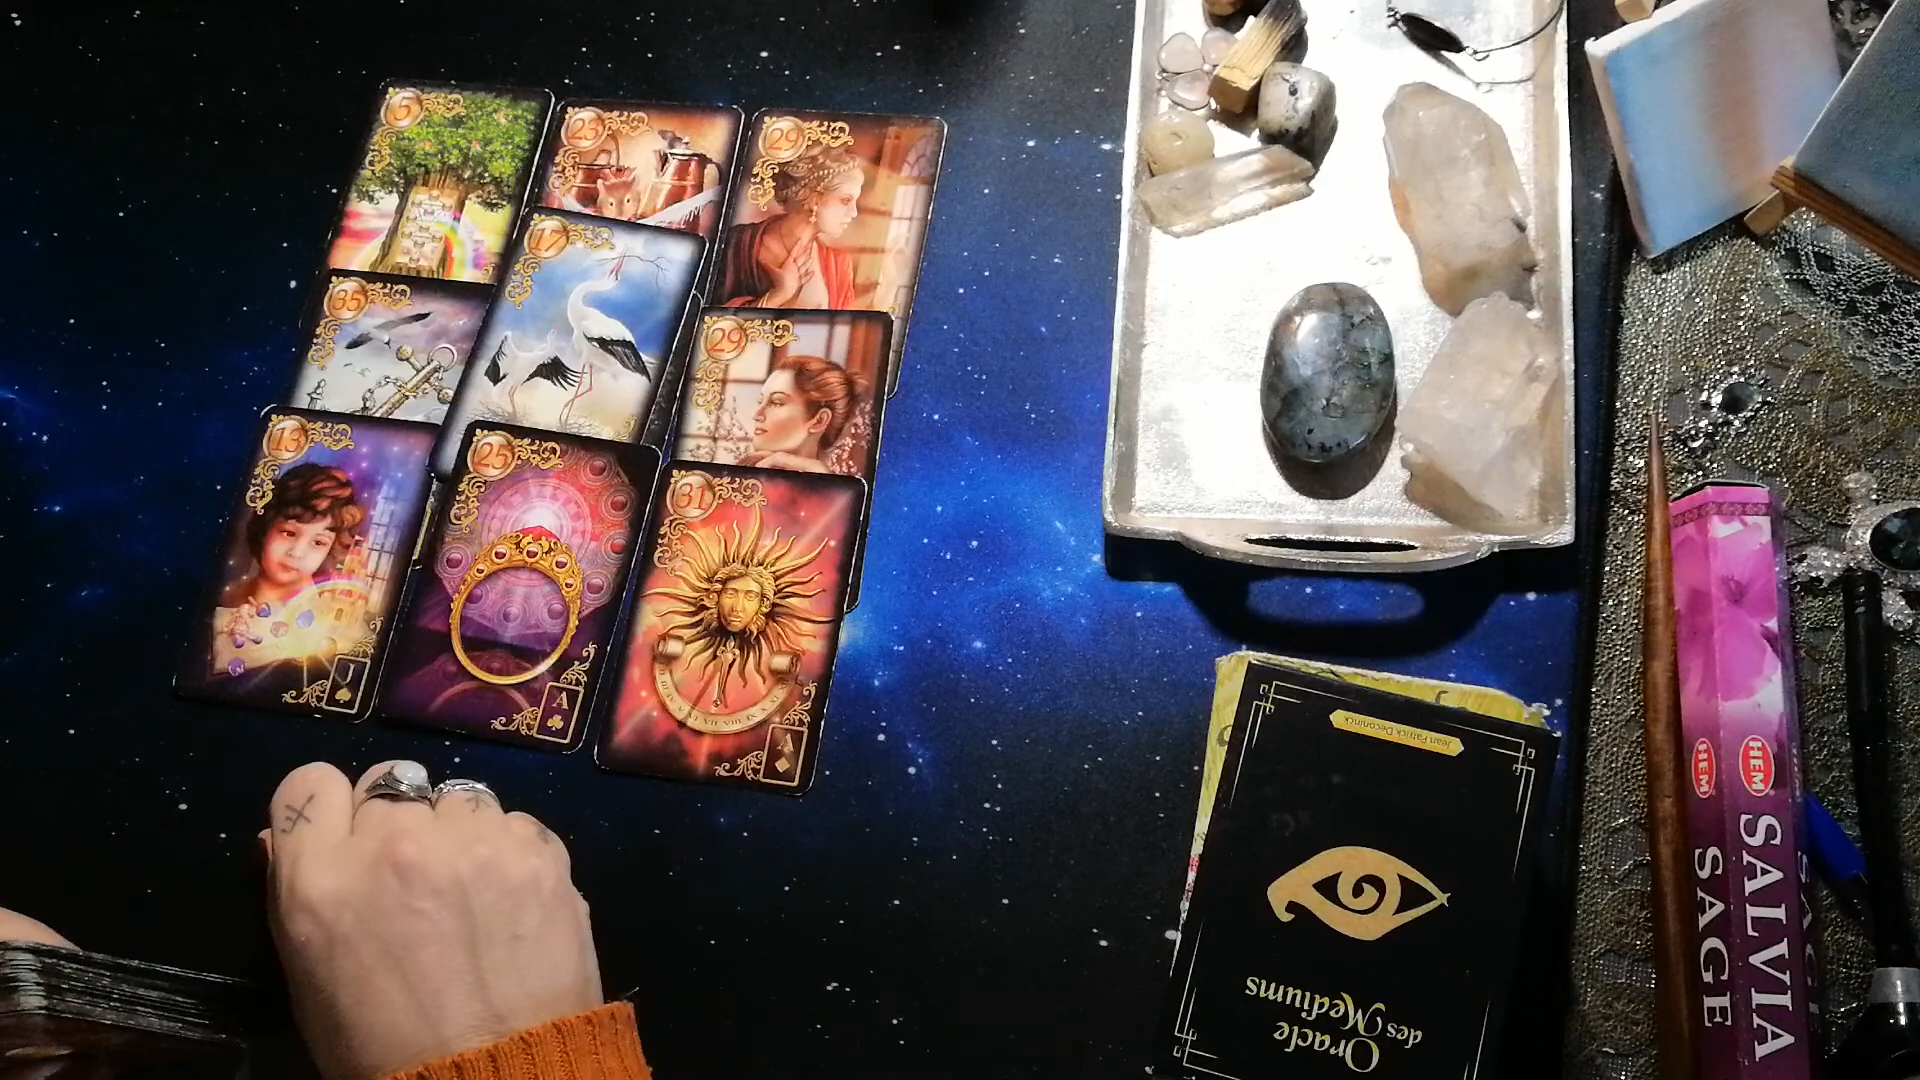 5
23
29
35
17
29
13
25
31
J
A
A
Jean Patrick Deconinck
Oracle
des Mediums
HEM
HEM
SALVIA
SAGE